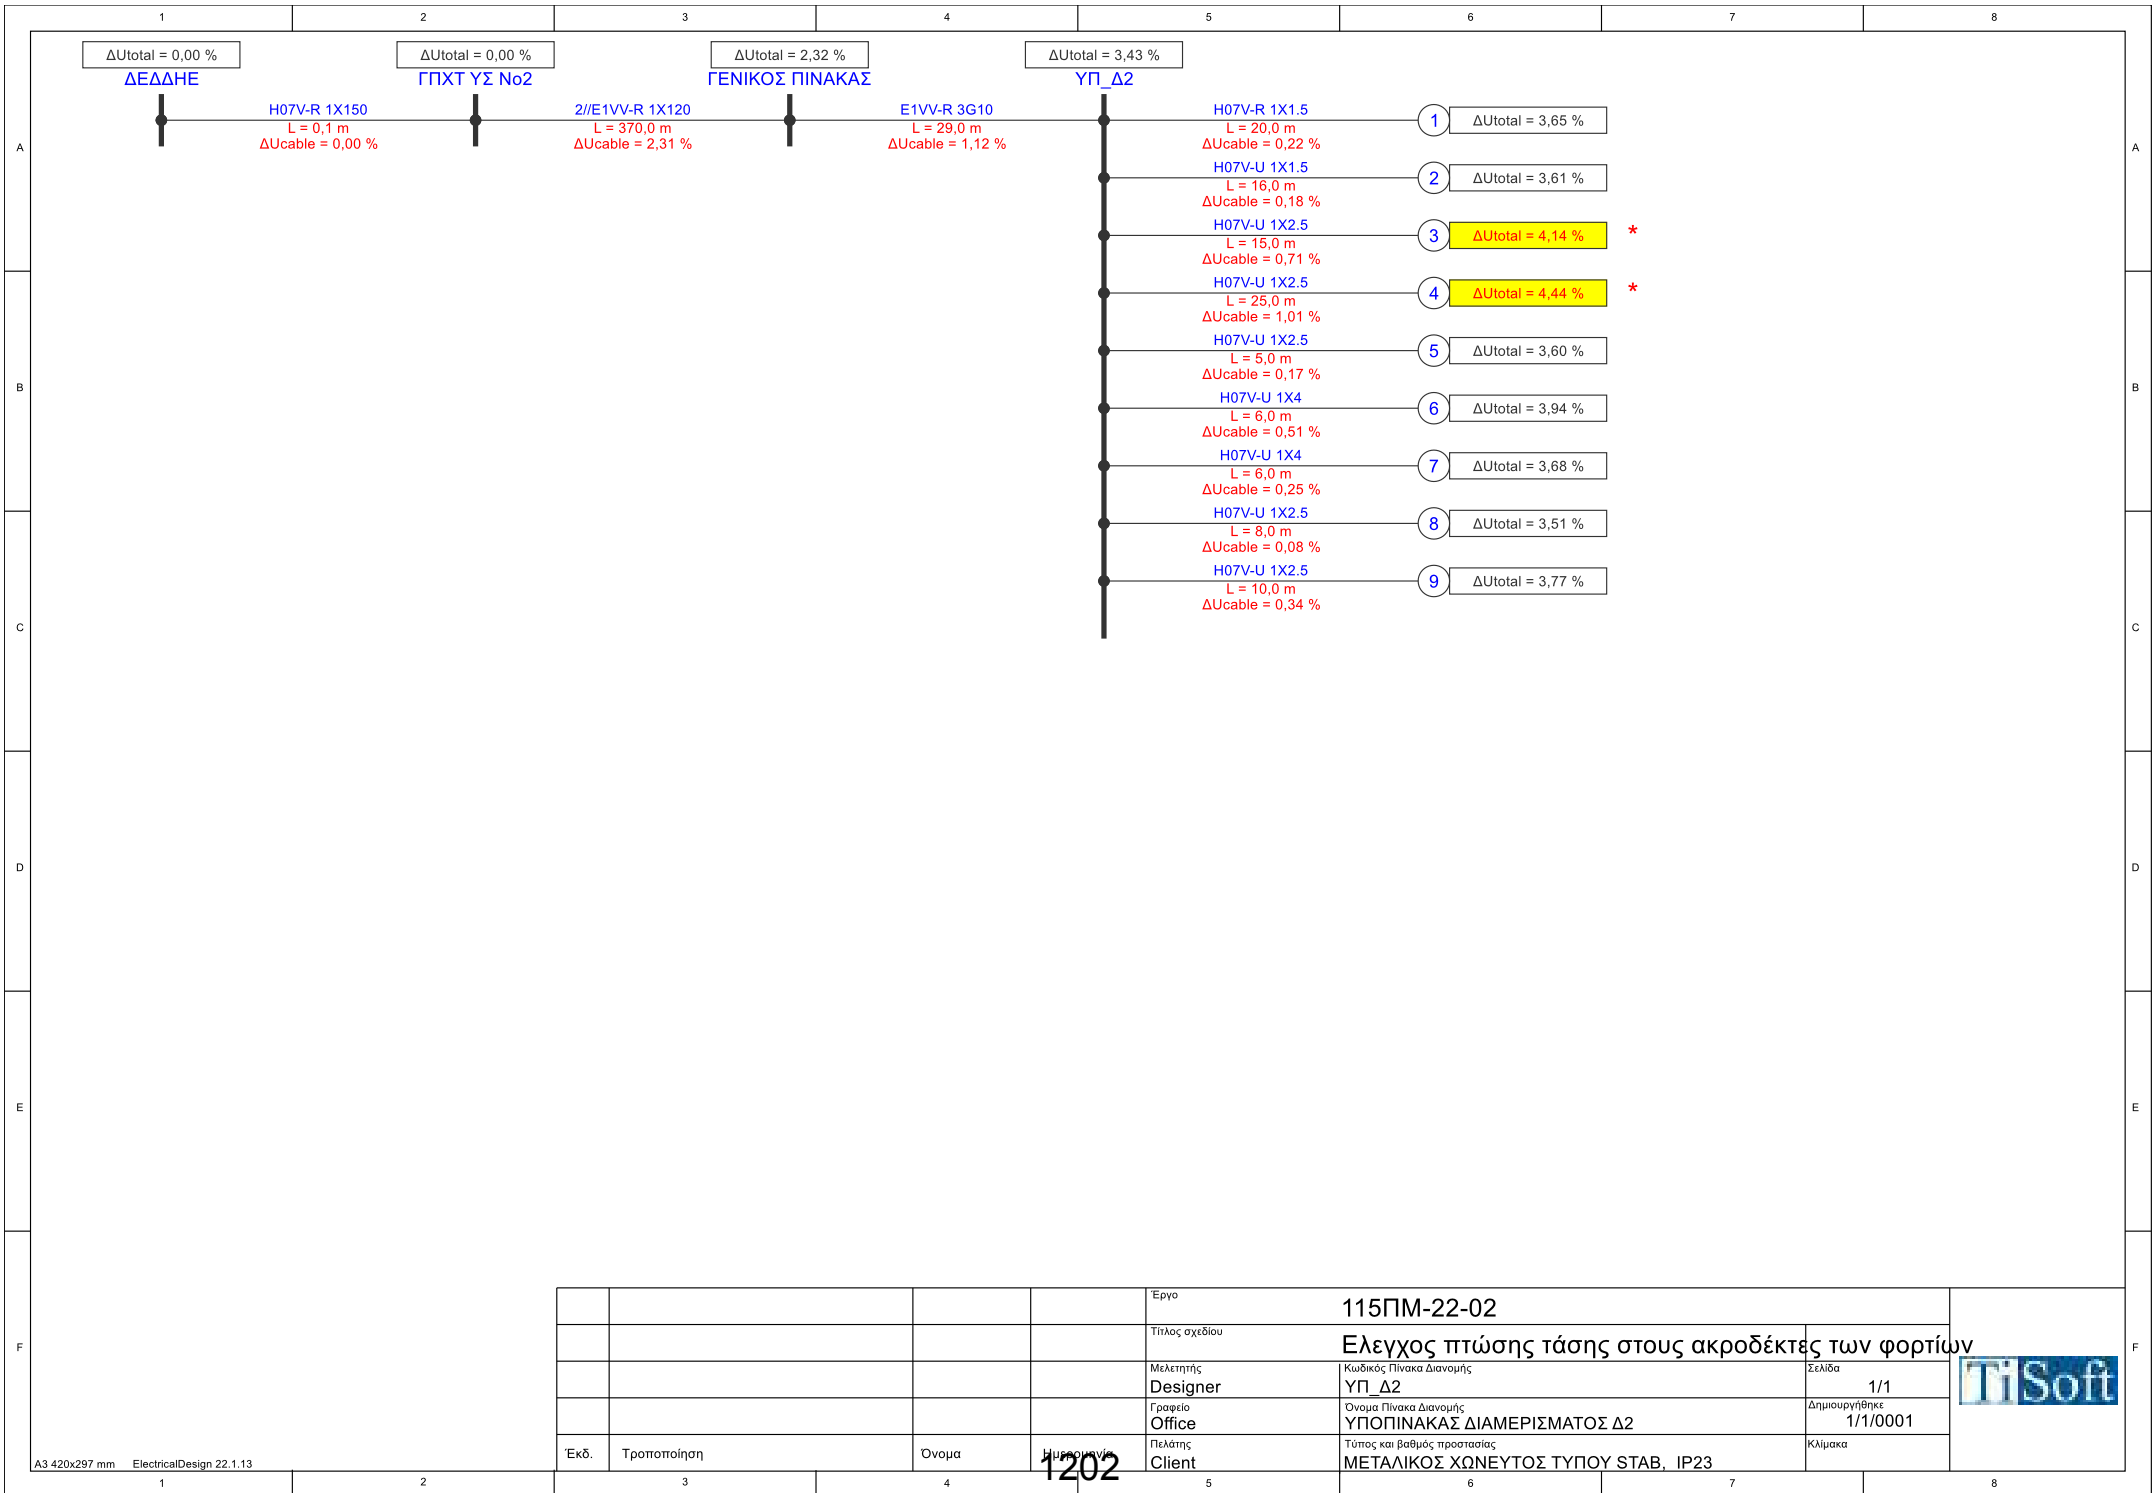 1 2 3 4 5 6 7 8
ΔUtotal = 0,00 % ΔUtotal = 0,00 % ΔUtotal = 2,32 % ΔUtotal = 3,43 %
ΔΕΔΔΗΕ ΓΠΧΤ ΥΣ Νο2 ΓΕΝΙΚΟΣ ΠΙΝΑΚΑΣ ΥΠ_Δ2
H07V-R 1X150 2//E1VV-R 1X120 E1VV-R 3G10 H07V-R 1X1.5
1 ΔUtotal = 3,65 %
L = 0,1 m L = 370,0 m L = 29,0 m L = 20,0 m
ΔUcable = 0,00 % ΔUcable = 2,31 % ΔUcable = 1,12 % ΔUcable = 0,22 %
A A
H07V-U 1X1.5
2 ΔUtotal = 3,61 %
L = 16,0 m
ΔUcable = 0,18 %
H07V-U 1X2.5
3 ΔUtotal = 4,14 % *
L = 15,0 m
ΔUcable = 0,71 %
H07V-U 1X2.5
4 ΔUtotal = 4,44 % *
L = 25,0 m
ΔUcable = 1,01 %
H07V-U 1X2.5
5 ΔUtotal = 3,60 %
L = 5,0 m
ΔUcable = 0,17 %
B B
H07V-U 1X4
6 ΔUtotal = 3,94 %
L = 6,0 m
ΔUcable = 0,51 %
H07V-U 1X4
7 ΔUtotal = 3,68 %
L = 6,0 m
ΔUcable = 0,25 %
H07V-U 1X2.5
8 ΔUtotal = 3,51 %
L = 8,0 m
ΔUcable = 0,08 %
H07V-U 1X2.5
9 ΔUtotal = 3,77 %
L = 10,0 m
ΔUcable = 0,34 %
C C
D D
E E
F F
Έργο
115ΠΜ-22-02
Τίτλος σχεδίου
Ελεγχος πτώσης τάσης στους ακροδέκτες των φορτίων
Μελετητής Κωδικός Πίνακα Διανομής Σελίδα
Designer ΥΠ_Δ2 1/1
Γραφείο Όνομα Πίνακα Διανομής Δημιουργήθηκε
Office ΥΠΟΠΙΝΑΚΑΣ ΔΙΑΜΕΡΙΣΜΑΤΟΣ Δ2 1/1/0001
Πελάτης Τύπος και βαθμός προστασίας Κλίμακα
Client ΜΕΤΑΛΙΚΟΣ ΧΩΝΕΥΤΟΣ ΤΥΠΟΥ STAB, IP23
TiSoft
Έκδ. Τροποποίηση Όνομα Ημερομηνία
1202
A3 420x297 mm ElectricalDesign 22.1.13
1 2 3 4 5 6 7 8